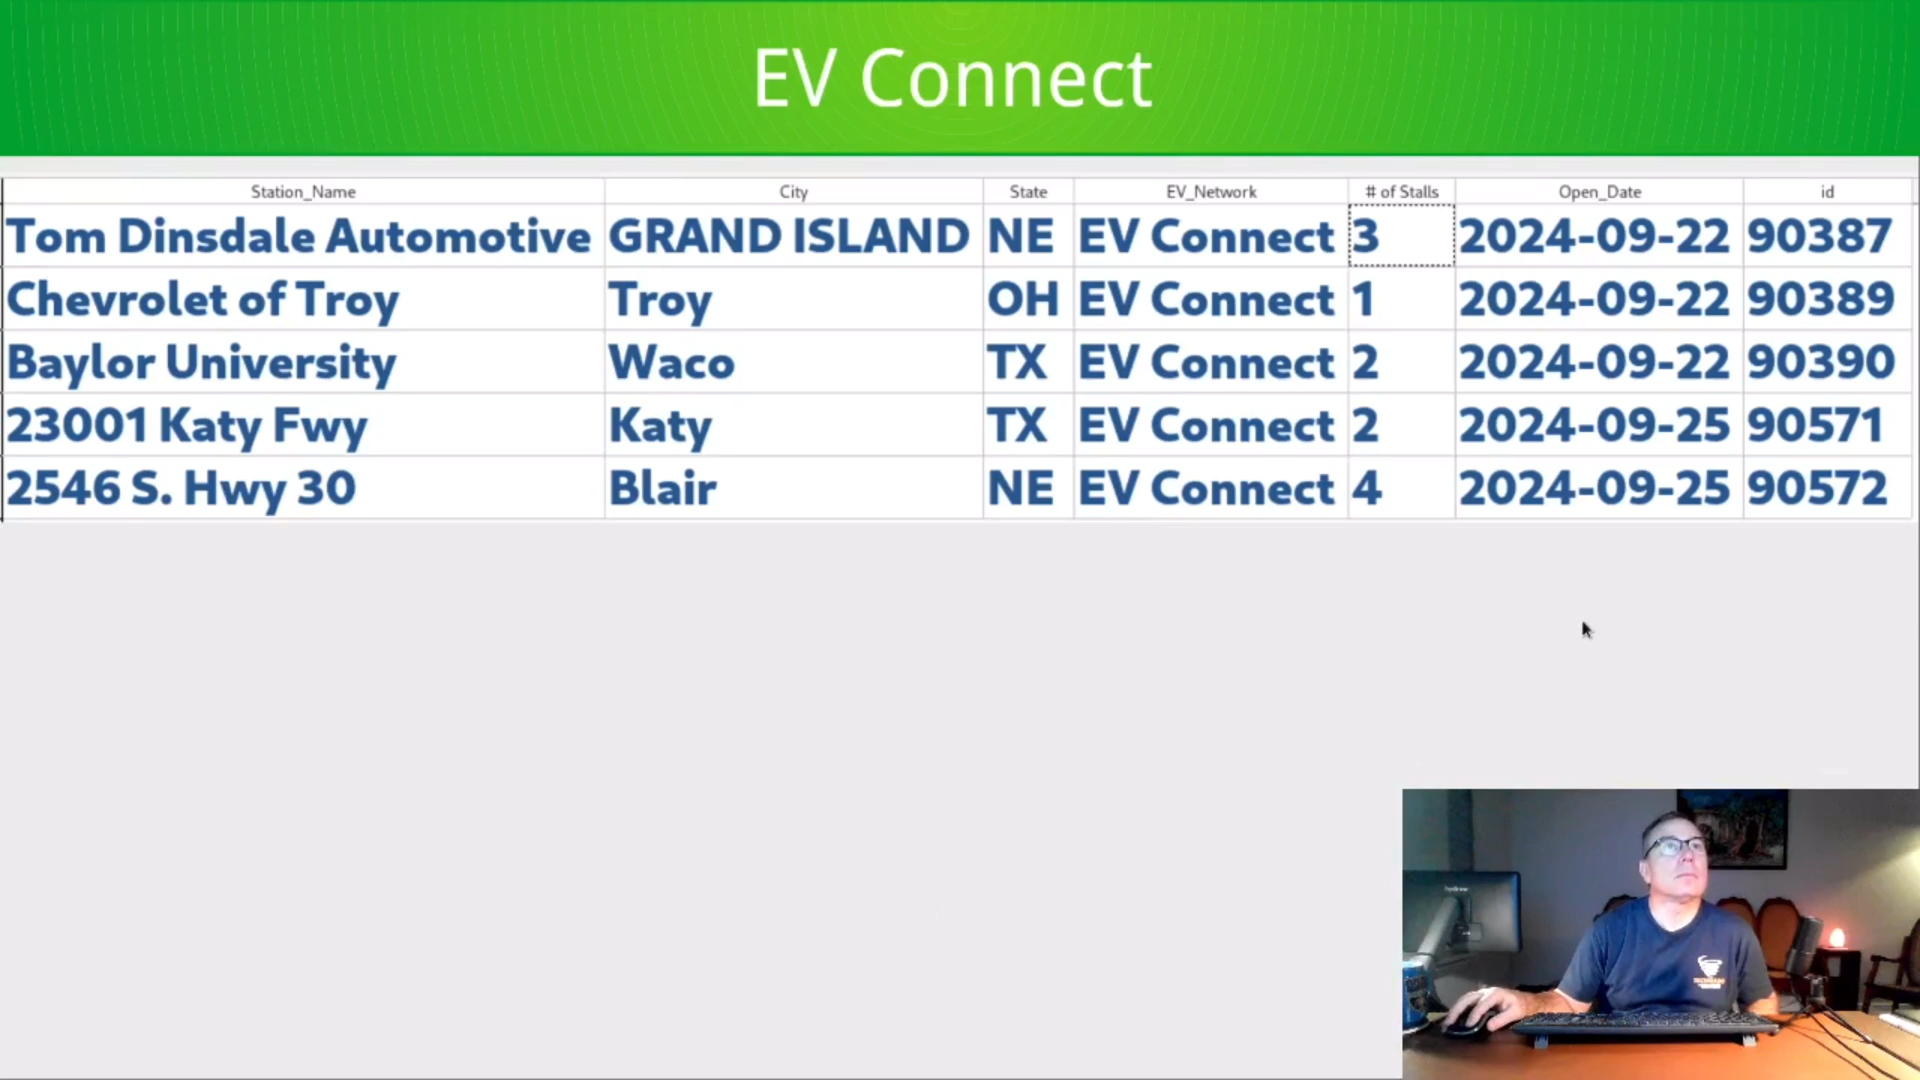 EV Connect
Station_Name City State EV_Network # of Stalls Open_Date id
Tom Dinsdale Automotive GRAND ISLAND NE EV Connect 3 2024-09-22 90387
Chevrolet of Troy Troy OH EV Connect 1 2024-09-22 90389
Baylor University Waco TX EV Connect 2 2024-09-22 90390
23001 Katy Fwy Katy TX EV Connect 2 2024-09-25 90571
2546 S. Hwy 30 Blair NE EV Connect 4 2024-09-25 90572